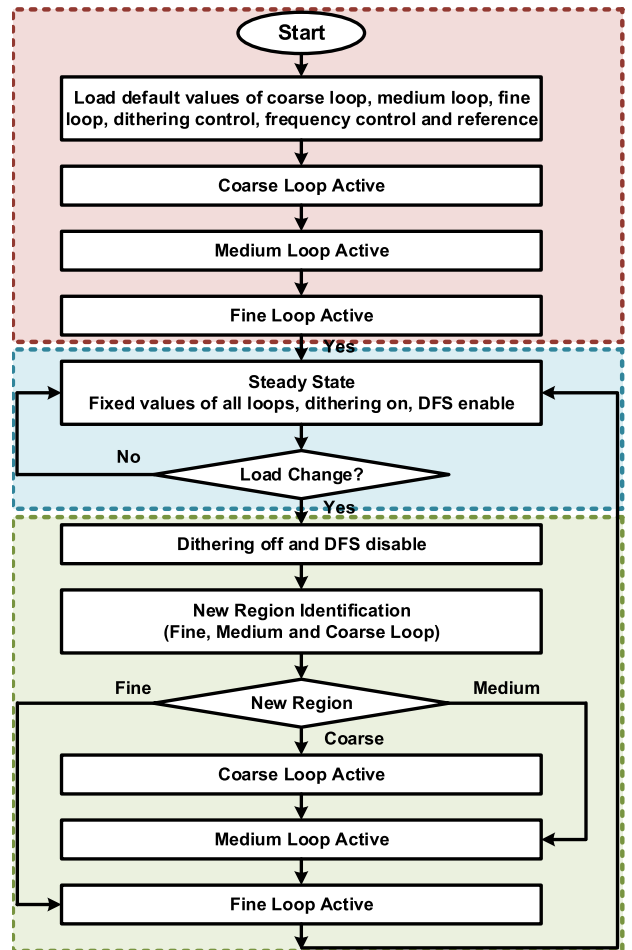 Start
Load default values of coarse loop, medium loop, fine
loop, dithering control, frequency control and reference
Coarse Loop Active
Medium Loop Active
Fine Loop Active
Yes
Steady State
Fixed values of all loops, dithering on, DFS enable
No
Load Change?
Yes
Dithering off and DFS disable
New Region Identification
(Fine, Medium and Coarse Loop)
Fine
New Region
Medium
Coarse
Coarse Loop Active
Medium Loop Active
Fine Loop Active